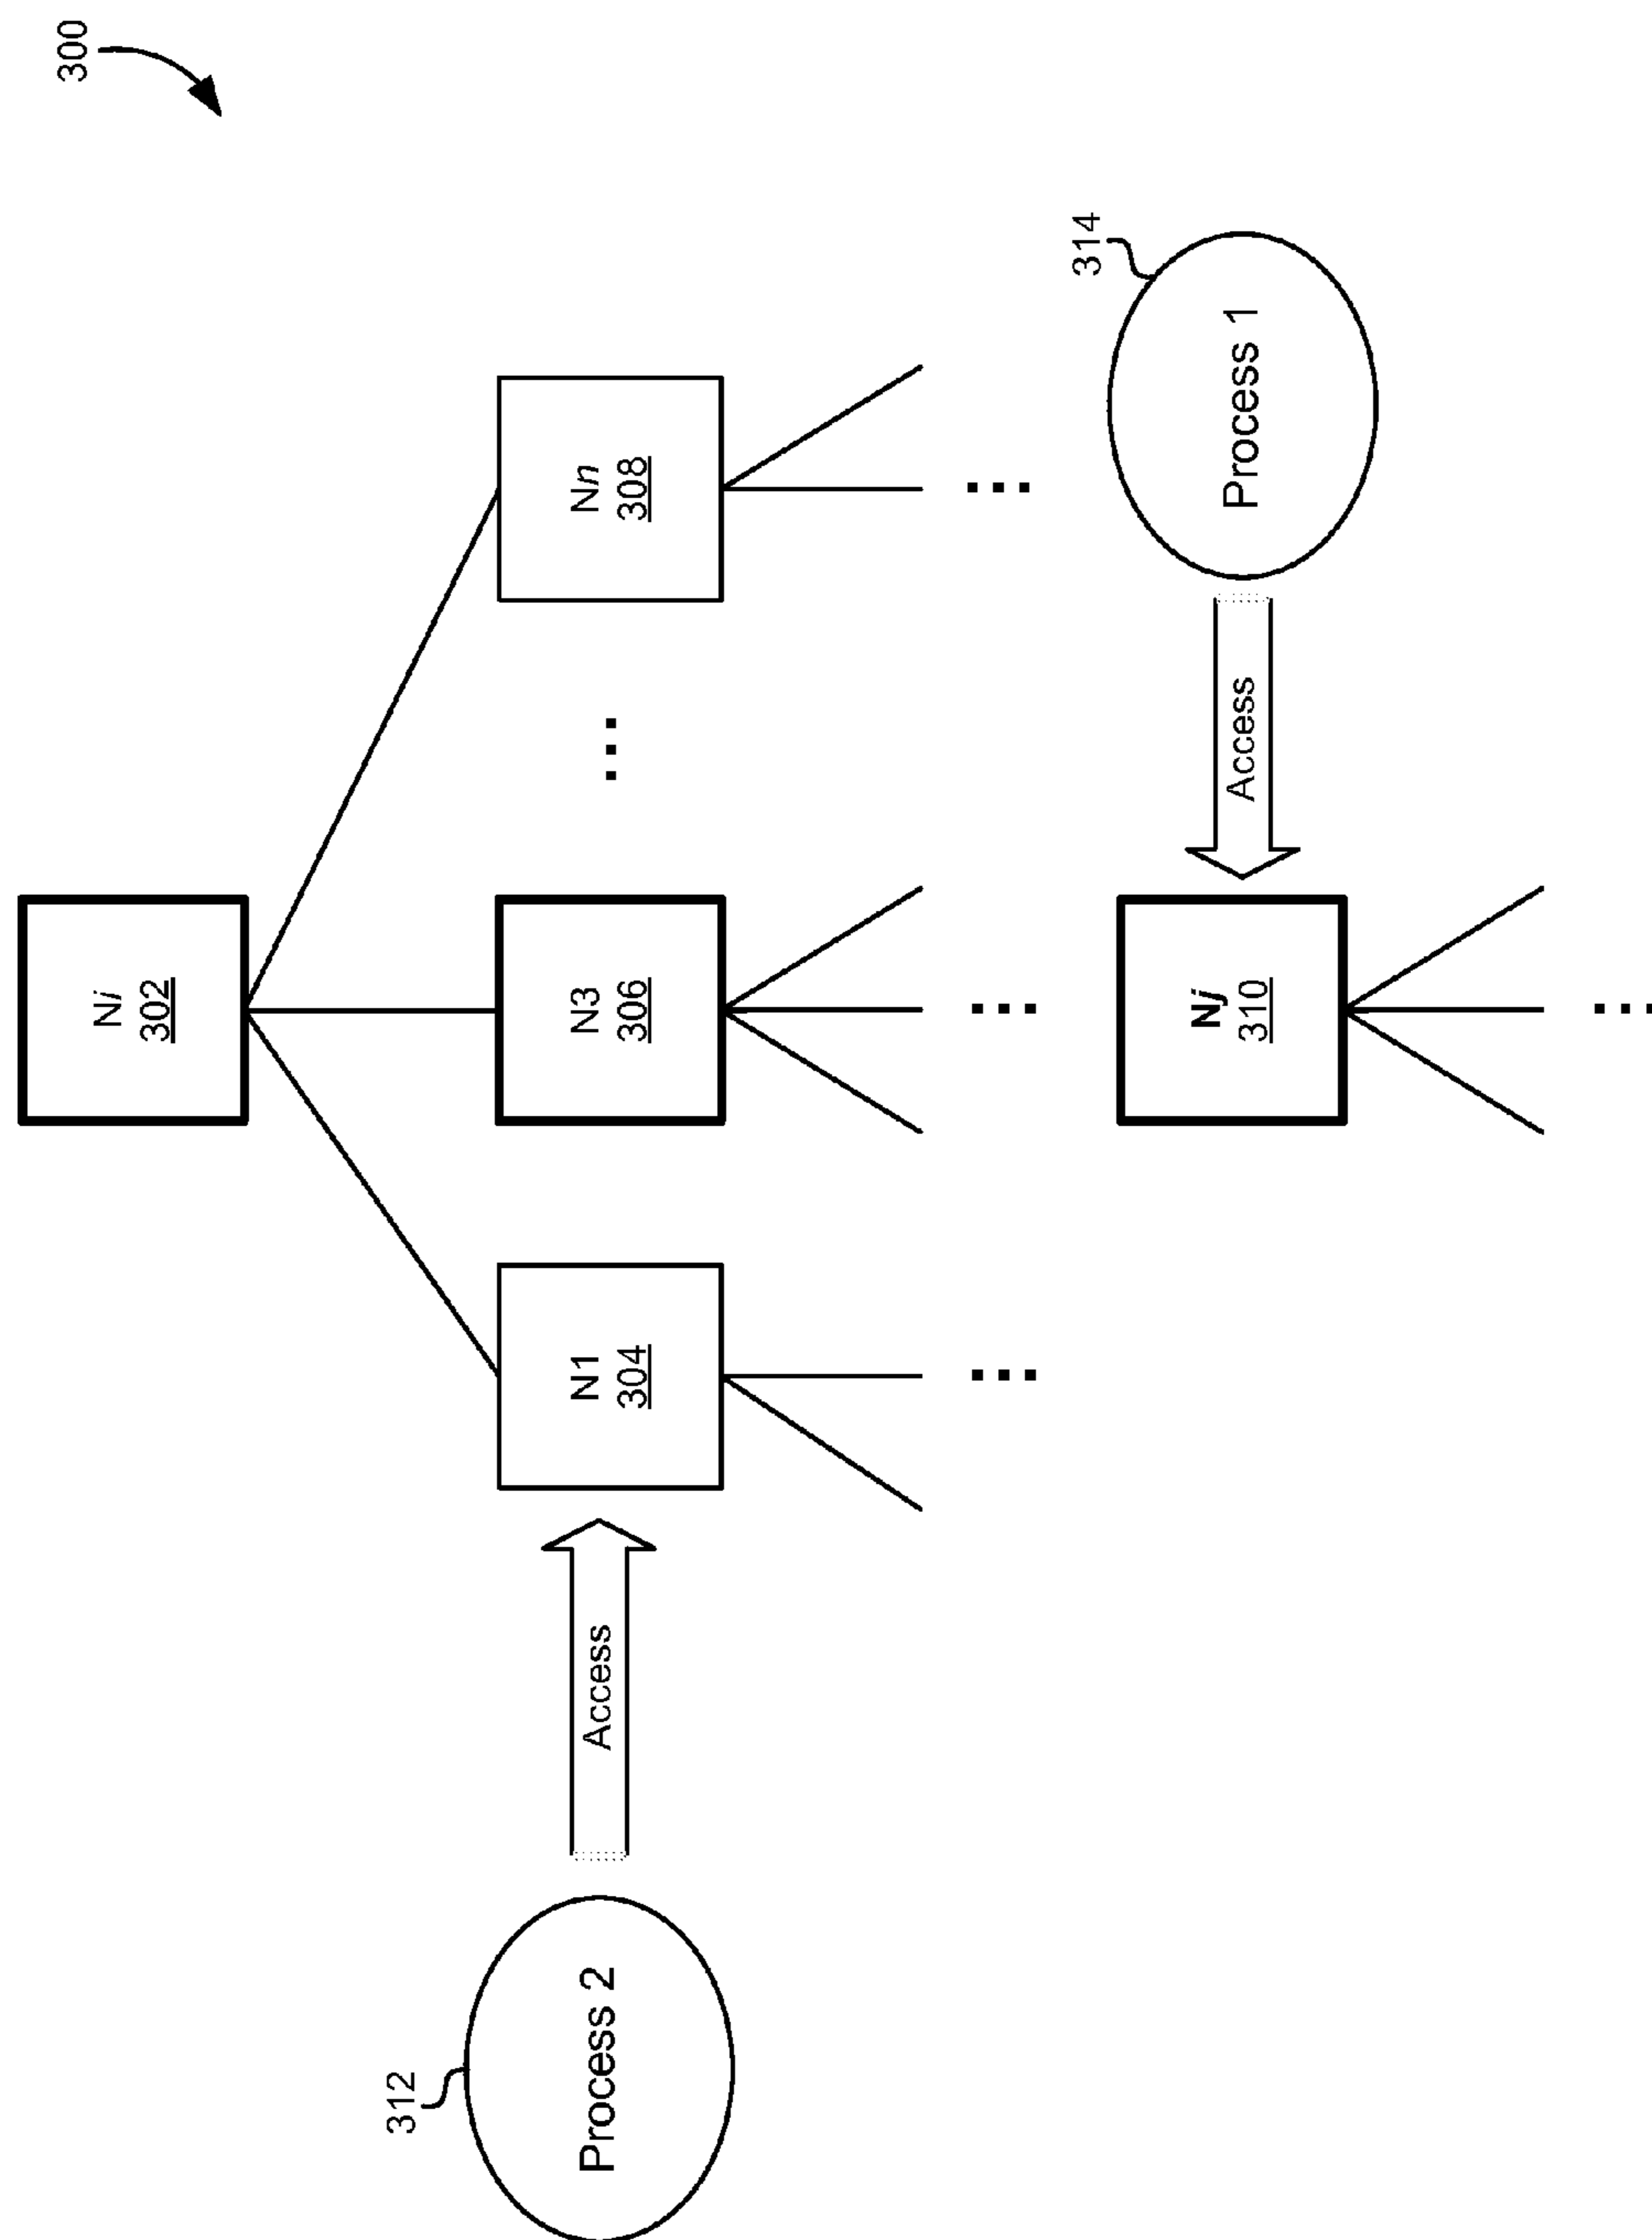 300
Ni
302
312
Process 2
Access
N1
304
N3
306
...
Nn
308
...
...
...
314
Nj
310
Access
Process 1
...